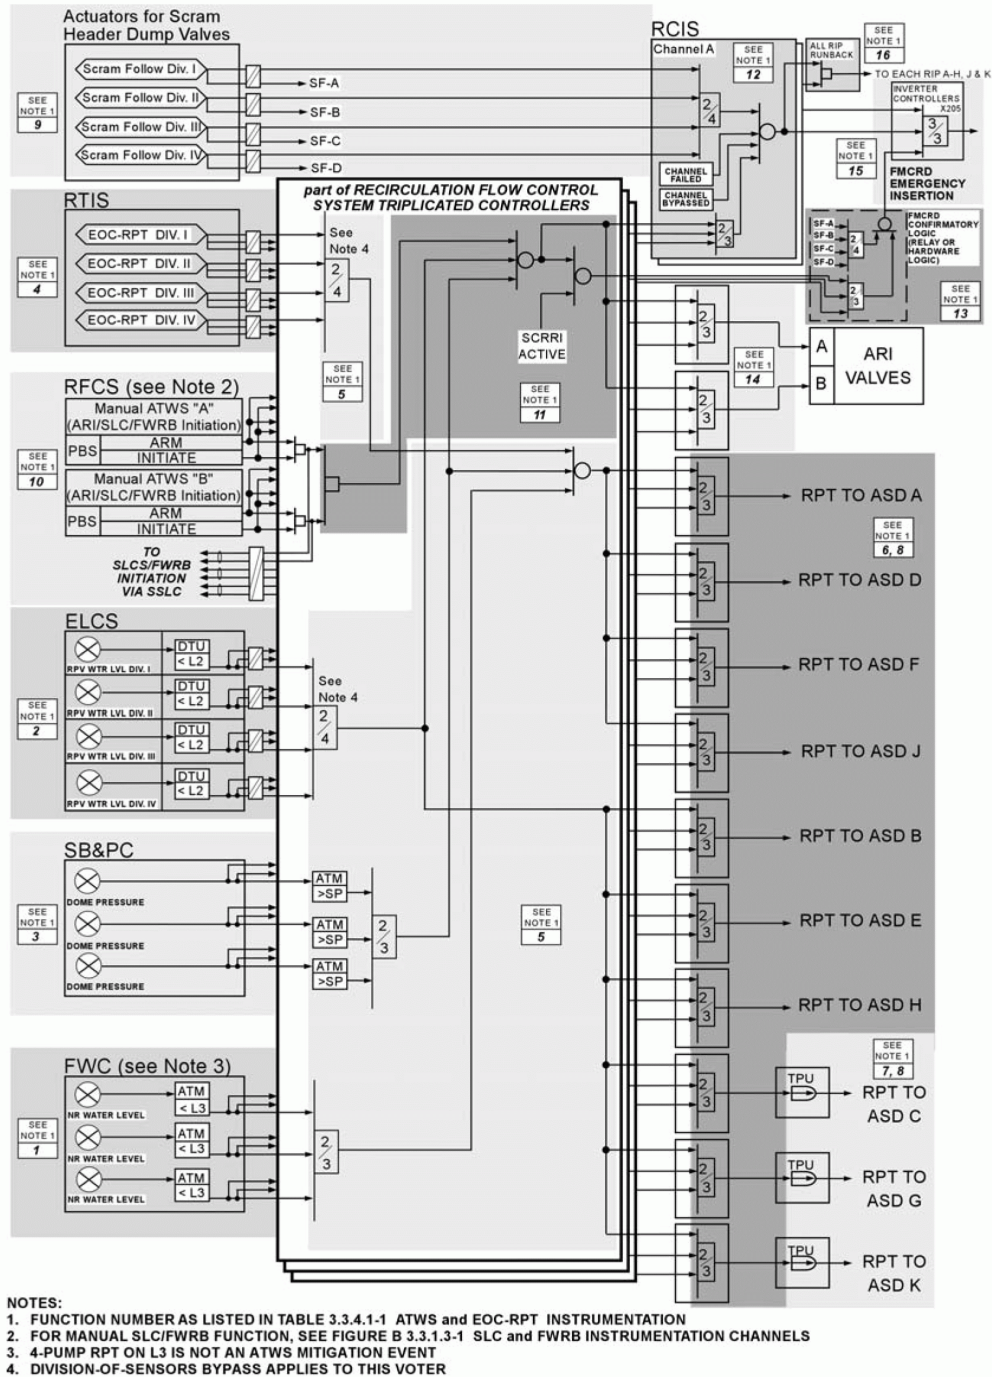 Actuators for Scram
Header Dump Valves
Scram Follow Div. I
Scram Follow Div. II
Scram Follow Div. III
Scram Follow Div. IV
SF-A
SF-B
SF-C
SF-D
SEE
NOTE 1
9
RCIS
Channel A
SEE
NOTE 1
12
2/4
CHANNEL
FAILED
CHANNEL
BYPASSED
2/3
ALL RIP
RUNBACK
SEE
NOTE 1
16
TO EACH RIP A-H, J & K
INVERTER
CONTROLLERS
X205
3/3
SEE
NOTE 1
15
FMCRD
EMERGENCY
INSERTION
SF-A
SF-B
SF-C
SF-D
2/4
2/3
FMCRD
CONFIRMATORY
LOGIC
(RELAY OR
HARDWARE
LOGIC)
SEE
NOTE 1
13
part of RECIRCULATION FLOW CONTROL
SYSTEM TRIPLICATED CONTROLLERS
RTIS
EOC-RPT DIV. I
EOC-RPT DIV. II
EOC-RPT DIV. III
EOC-RPT DIV. IV
SEE
NOTE 1
4
See
Note 4
2/4
SEE
NOTE 1
5
SCRRI
ACTIVE
SEE
NOTE 1
11
2/3
2/3
SEE
NOTE 1
14
A
B
ARI
VALVES
RFCS (see Note 2)
Manual ATWS "A"
(ARI/SLC/FWRB Initiation)
PBS
ARM
INITIATE
Manual ATWS "B"
(ARI/SLC/FWRB Initiation)
PBS
ARM
INITIATE
SEE
NOTE 1
10
TO
SLCS/FWRB
INITIATION
VIA SSLC
2/3
RPT TO ASD A
SEE
NOTE 1
6, 8
2/3
RPT TO ASD D
2/3
RPT TO ASD F
2/3
RPT TO ASD J
2/3
RPT TO ASD B
2/3
RPT TO ASD E
2/3
RPT TO ASD H
ELCS
DTU
< L2
RPV WTR LVL DIV. I
DTU
< L2
RPV WTR LVL DIV. II
DTU
< L2
RPV WTR LVL DIV. III
DTU
< L2
RPV WTR LVL DIV. IV
SEE
NOTE 1
2
See
Note 4
2/4
SB&PC
DOME PRESSURE
DOME PRESSURE
DOME PRESSURE
SEE
NOTE 1
3
ATM
>SP
ATM
>SP
ATM
>SP
2/3
SEE
NOTE 1
5
FWC (see Note 3)
ATM
< L3
NR WATER LEVEL
ATM
< L3
NR WATER LEVEL
ATM
< L3
NR WATER LEVEL
SEE
NOTE 1
1
2/3
SEE
NOTE 1
7, 8
2/3
TPU
RPT TO
ASD C
2/3
TPU
RPT TO
ASD G
2/3
TPU
RPT TO
ASD K
NOTES:
1. FUNCTION NUMBER AS LISTED IN TABLE 3.3.4.1-1 ATWS and EOC-RPT INSTRUMENTATION
2. FOR MANUAL SLC/FWRB FUNCTION, SEE FIGURE B 3.3.1.3-1 SLC and FWRB INSTRUMENTATION CHANNELS
3. 4-PUMP RPT ON L3 IS NOT AN ATWS MITIGATION EVENT
4. DIVISION-OF-SENSORS BYPASS APPLIES TO THIS VOTER